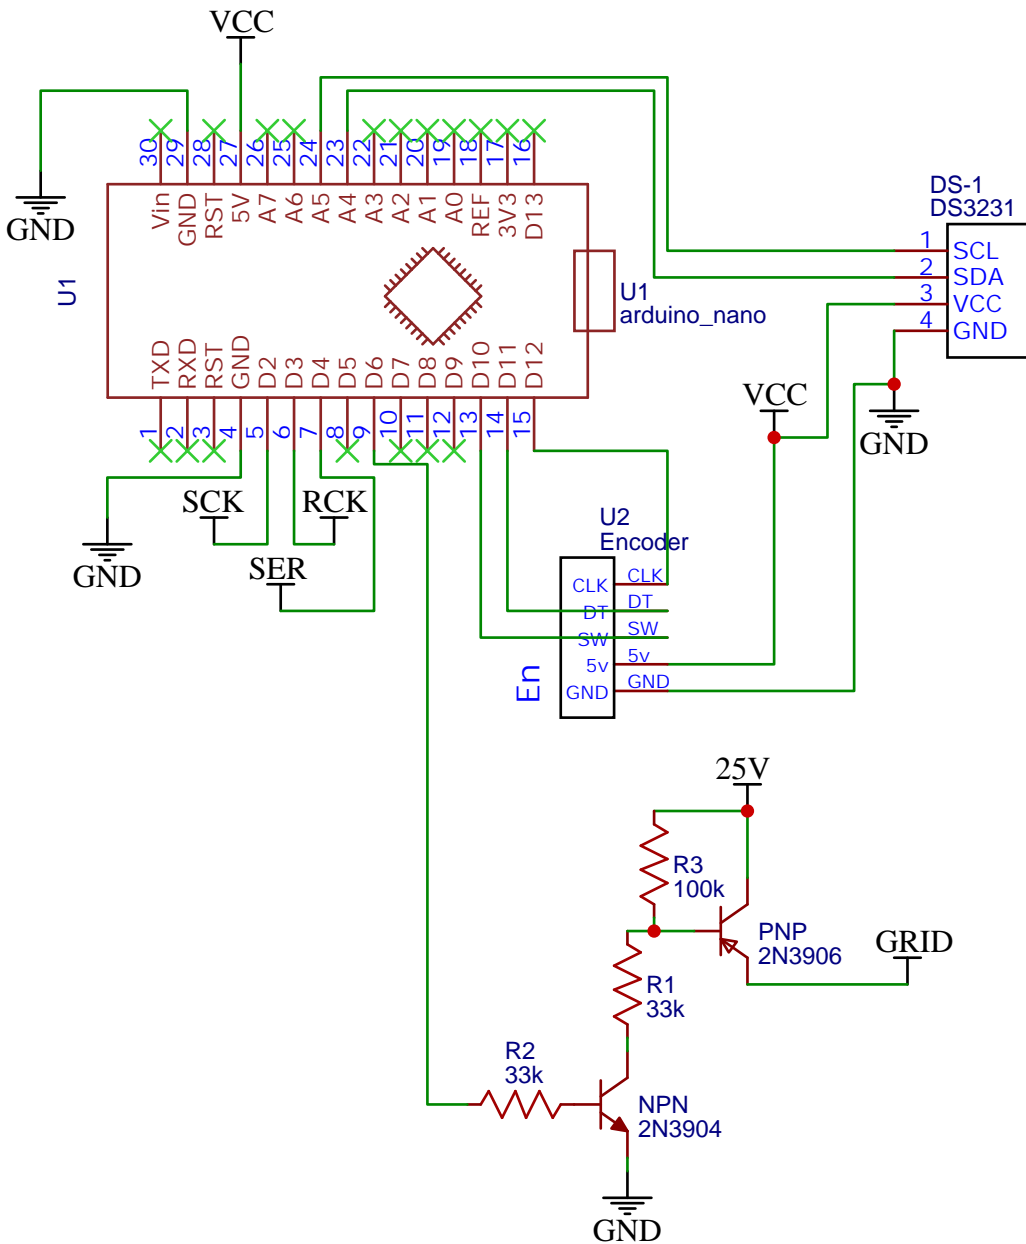 VCC
30
29
28
27
26
25
24
23
22
21
20
19
18
17
16
Vin
GND
RST
5V
A7
A6
A5
A4
A3
A2
A1
A0
REF
3V3
D13
GND
U1
U1
arduino_nano
TXD
RXD
RST
GND
D2
D3
D4
D5
D6
D7
D8
D9
D10
D11
D12
1
2
3
4
5
6
7
8
9
10
11
12
13
14
15
DS-1
DS3231
1 SCL
2 SDA
3 VCC
4 GND
VCC
GND
SCK
RCK
SER
GND
U2
Encoder
CLK CLK
DT DT
SW SW
5v 5v
GND GND
En
25V
R3
100k
PNP
2N3906
GRID
R1
33k
R2
33k
NPN
2N3904
GND